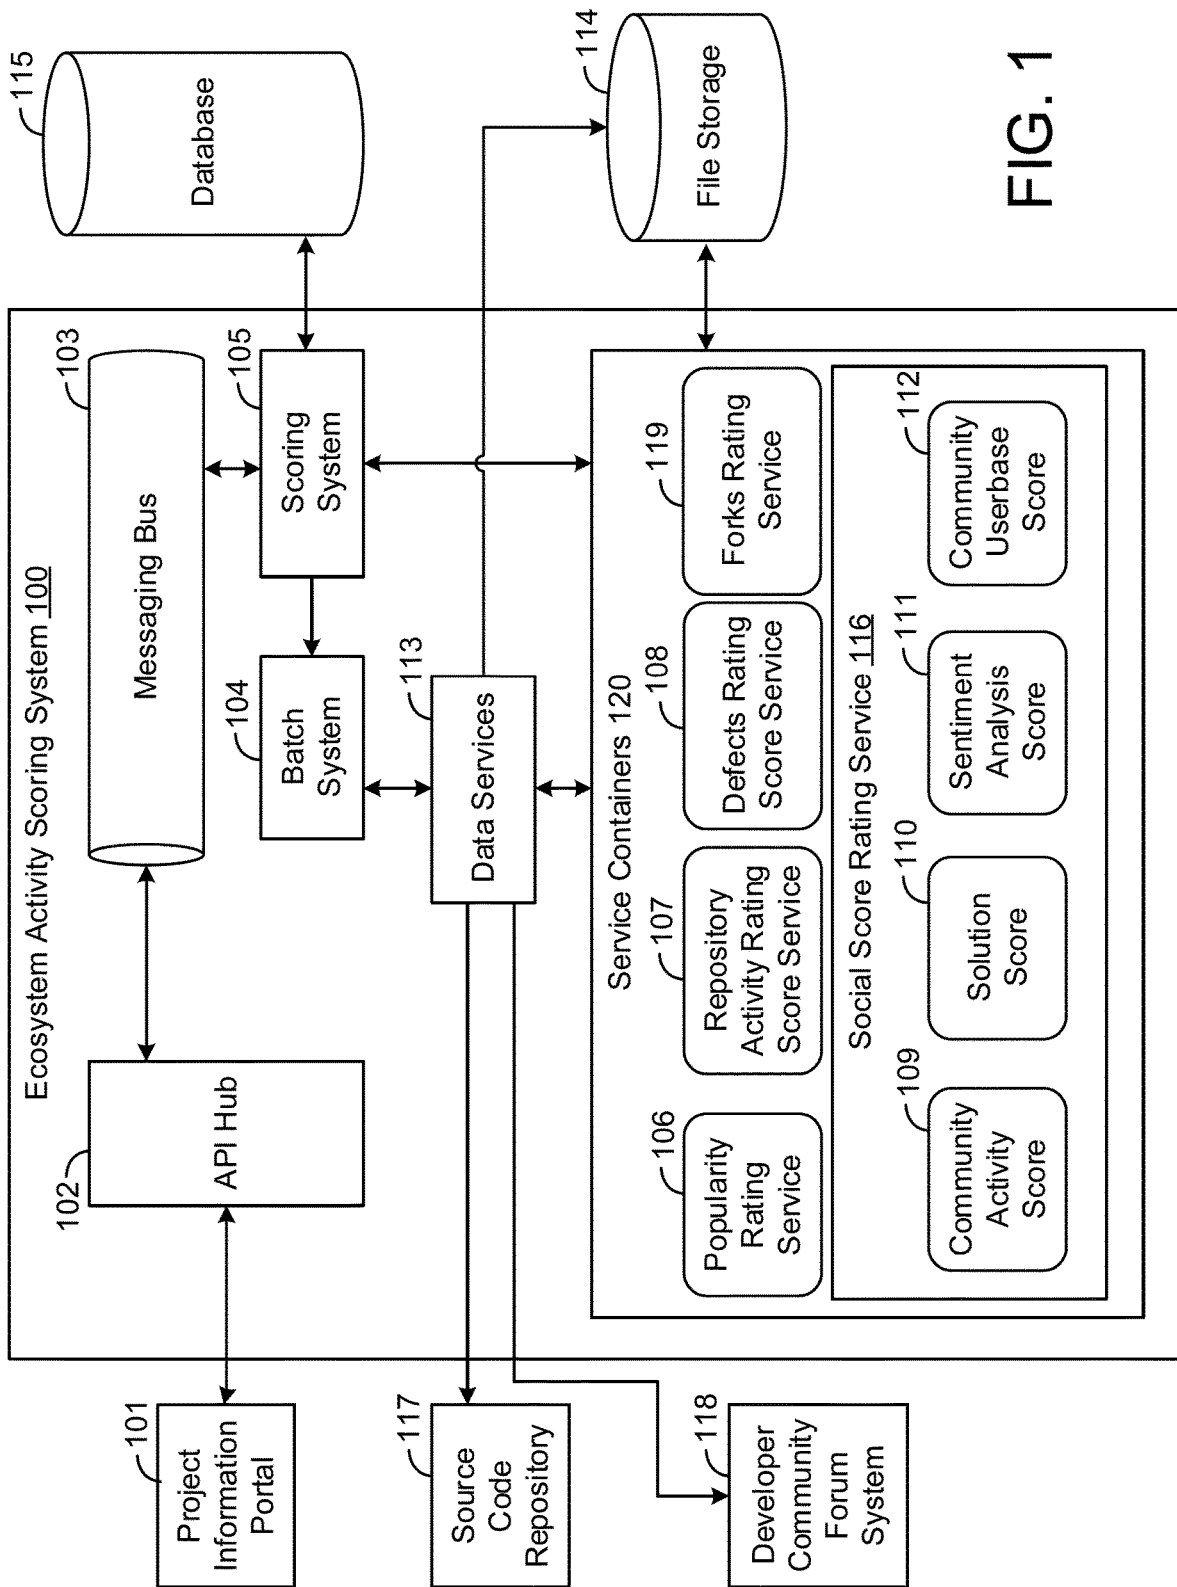 Ecosystem Activity Scoring System 100
101
Project
Information
Portal
102
API Hub
103
Messaging Bus
104
Batch
System
105
Scoring
System
115
Database
113
Data Services
117
Source
Code
Repository
118
Developer
Community
Forum
System
114
File Storage
Service Containers 120
106
Popularity
Rating
Service
107
Repository
Activity Rating
Score Service
108
Defects Rating
Score Service
119
Forks Rating
Service
Social Score Rating Service 116
109
Community
Activity
Score
110
Solution
Score
111
Sentiment
Analysis
Score
112
Community
Userbase
Score
FIG. 1